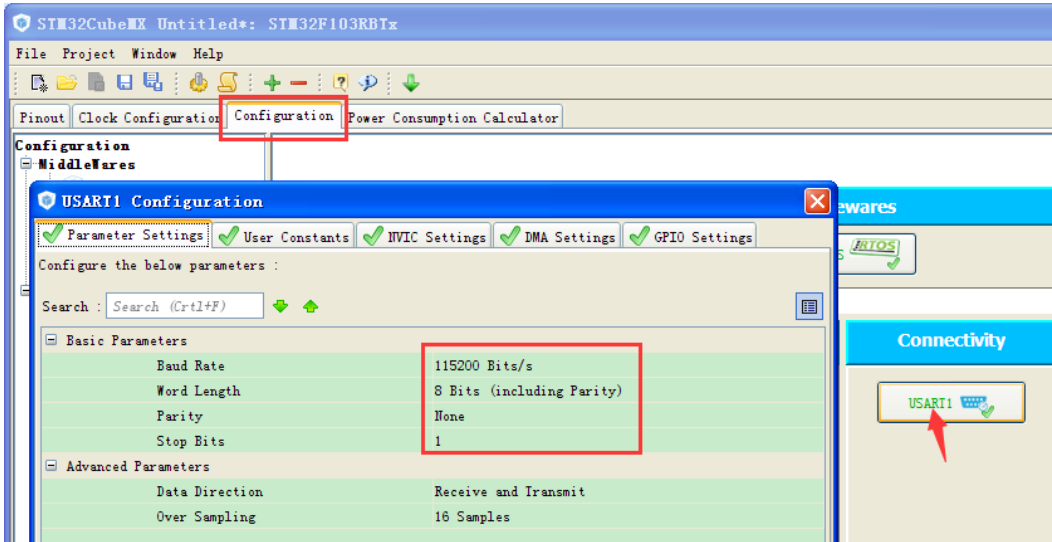 STM32CubeMX Untitled*: STM32F103RBTx
File Project Window Help
Pinout Clock Configuration Configuration Power Consumption Calculator
Configuration
MiddleWares
USART1 Configuration
ewares
Parameter Settings User Constants NVIC Settings DMA Settings GPIO Settings
RTOS
Configure the below parameters :
Search : Search (Crtl+F)
Basic Parameters
Connectivity
Baud Rate 115200 Bits/s
Word Length 8 Bits (including Parity)
USART1
Parity None
Stop Bits 1
Advanced Parameters
Data Direction Receive and Transmit
Over Sampling 16 Samples